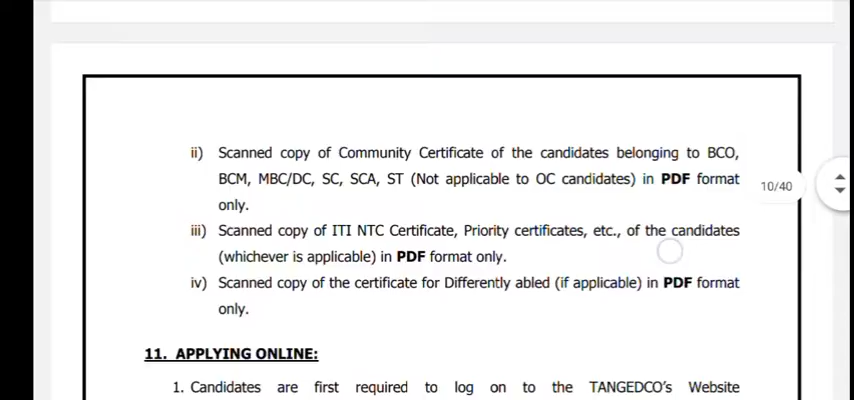 ii) Scanned copy of Community Certificate of the candidates belonging to BCO,
BCM, MBC/DC, SC, SCA, ST (Not applicable to OC candidates) in PDF format
only.
10/40
iii) Scanned copy of ITI NTC Certificate, Priority certificates, etc., of the candidates
(whichever is applicable) in PDF format only.
iv) Scanned copy of the certificate for Differently abled (if applicable) in PDF format
only.
11. APPLYING ONLINE:
1. Candidates are first required to log on to the TANGEDCO's Website